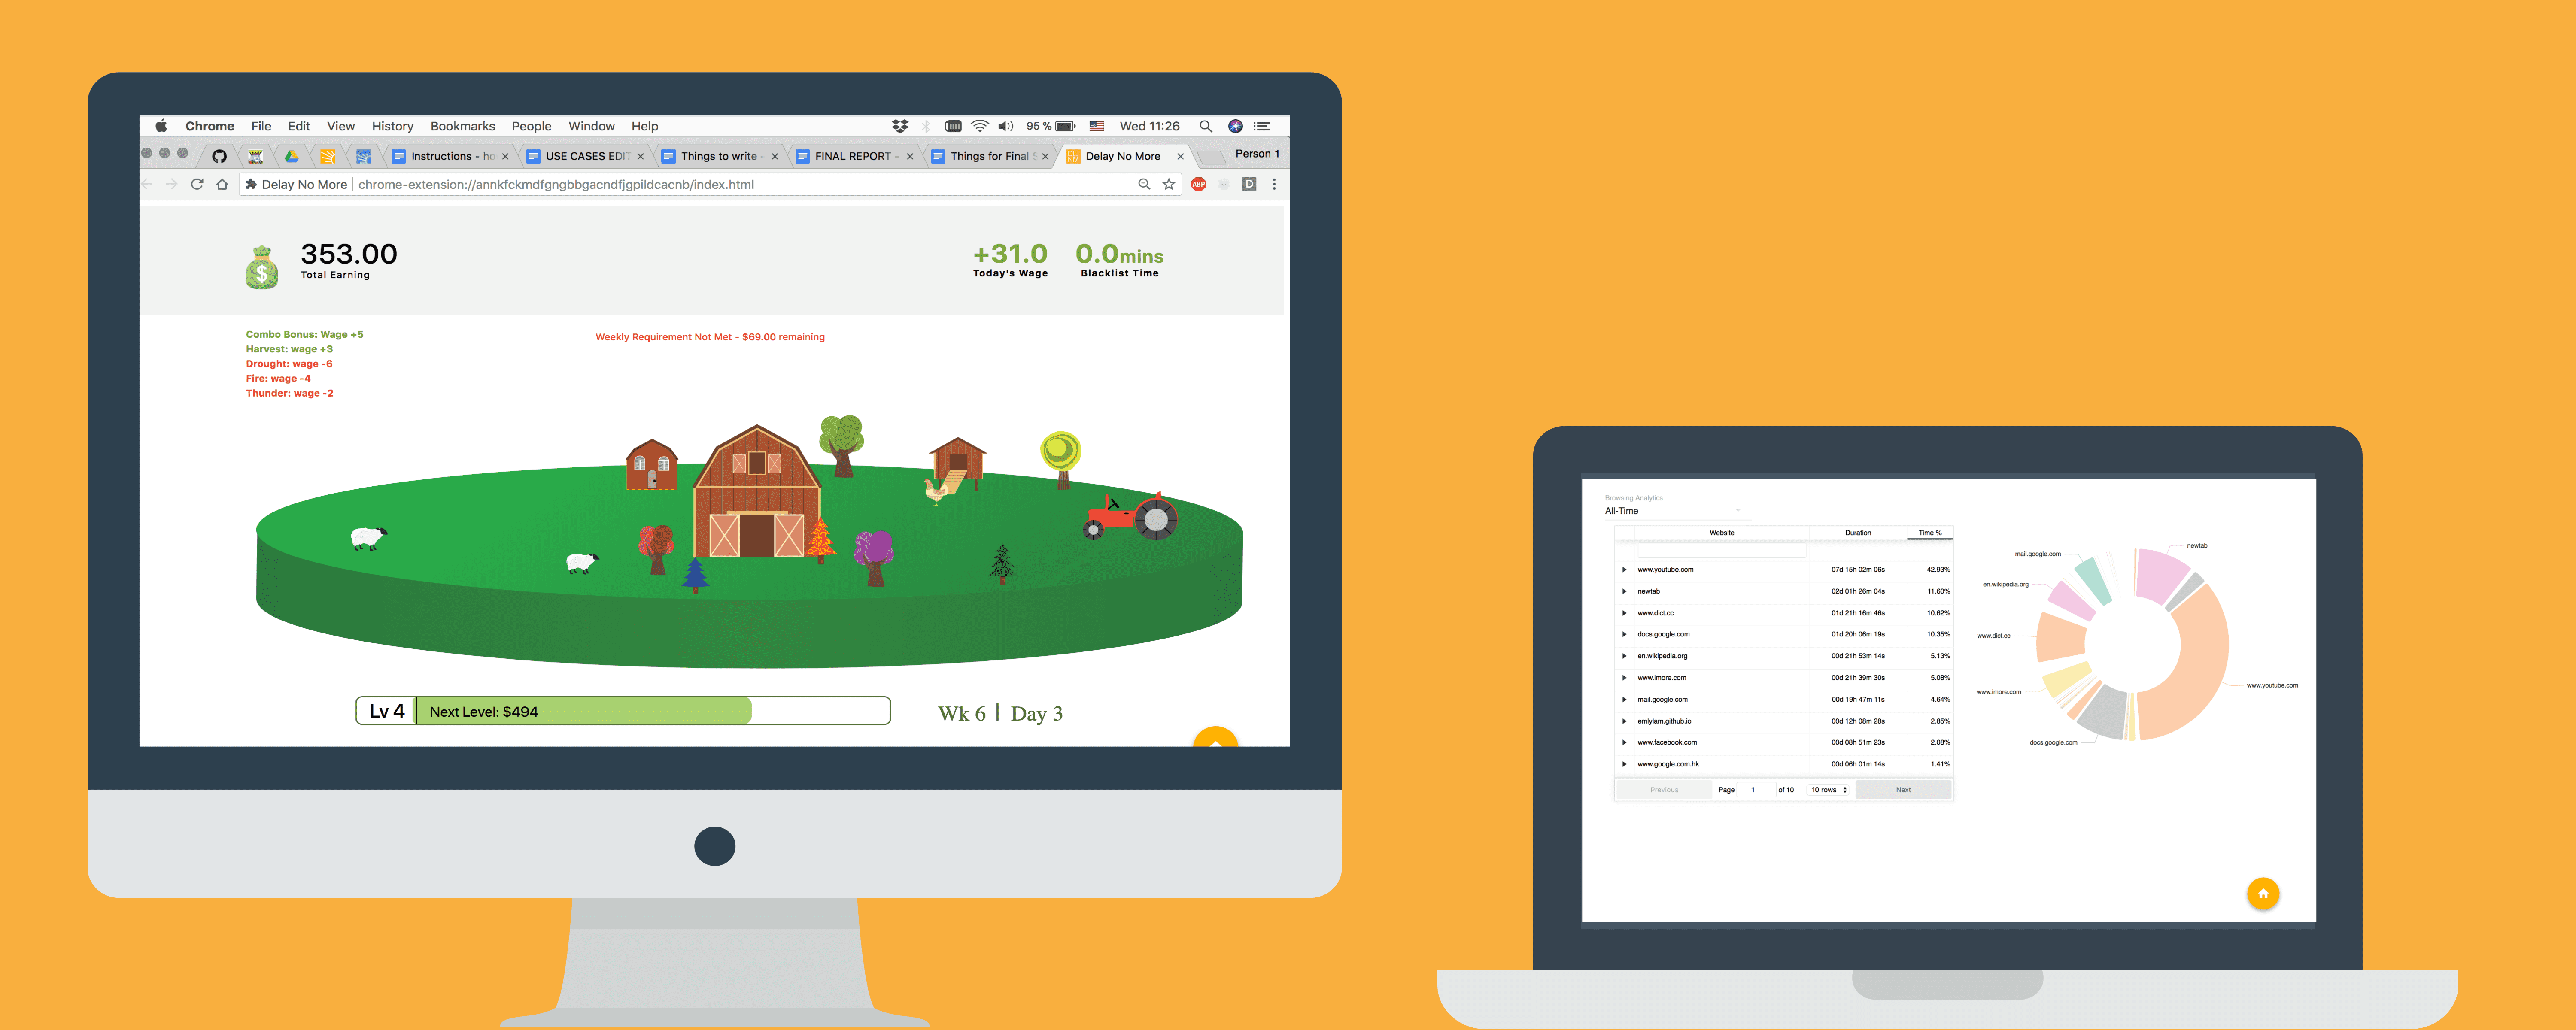 Chrome File Edit View History Bookmarks People Window Help 95 % Wed 11:26
Instructions - ho USE CASES EDIT Things to write - FINAL REPORT - Things for Final S Delay No More Person 1
Delay No More chrome-extension://annkfckmdfgngbbgacndfjgpildcacnb/index.html ABP D
353.00
Total Earning
+31.0 0.0mins
Today's Wage Blacklist Time
Combo Bonus: Wage +5
Harvest: wage +3
Drought: wage -6
Fire: wage -4
Thunder: wage -2
Weekly Requirement Not Met - $69.00 remaining
Lv 4 Next Level: $494
Wk 6 | Day 3
Browsing Analytics
All-Time
Website Duration Time %
www.youtube.com 07d 15h 02m 06s 42.93%
newtab 02d 01h 26m 04s 11.60%
www.dict.cc 01d 21h 16m 46s 10.62%
docs.google.com 01d 20h 06m 19s 10.35%
en.wikipedia.org 00d 21h 53m 14s 5.13%
www.imore.com 00d 21h 39m 30s 5.08%
mail.google.com 00d 19h 47m 11s 4.64%
emlylam.github.io 00d 12h 08m 28s 2.85%
www.facebook.com 00d 08h 51m 23s 2.08%
www.google.com.hk 00d 06h 01m 14s 1.41%
Previous Page 1 of 10 10 rows Next
newtab
mail.google.com
en.wikipedia.org
www.dict.cc
www.youtube.com
www.imore.com
docs.google.com